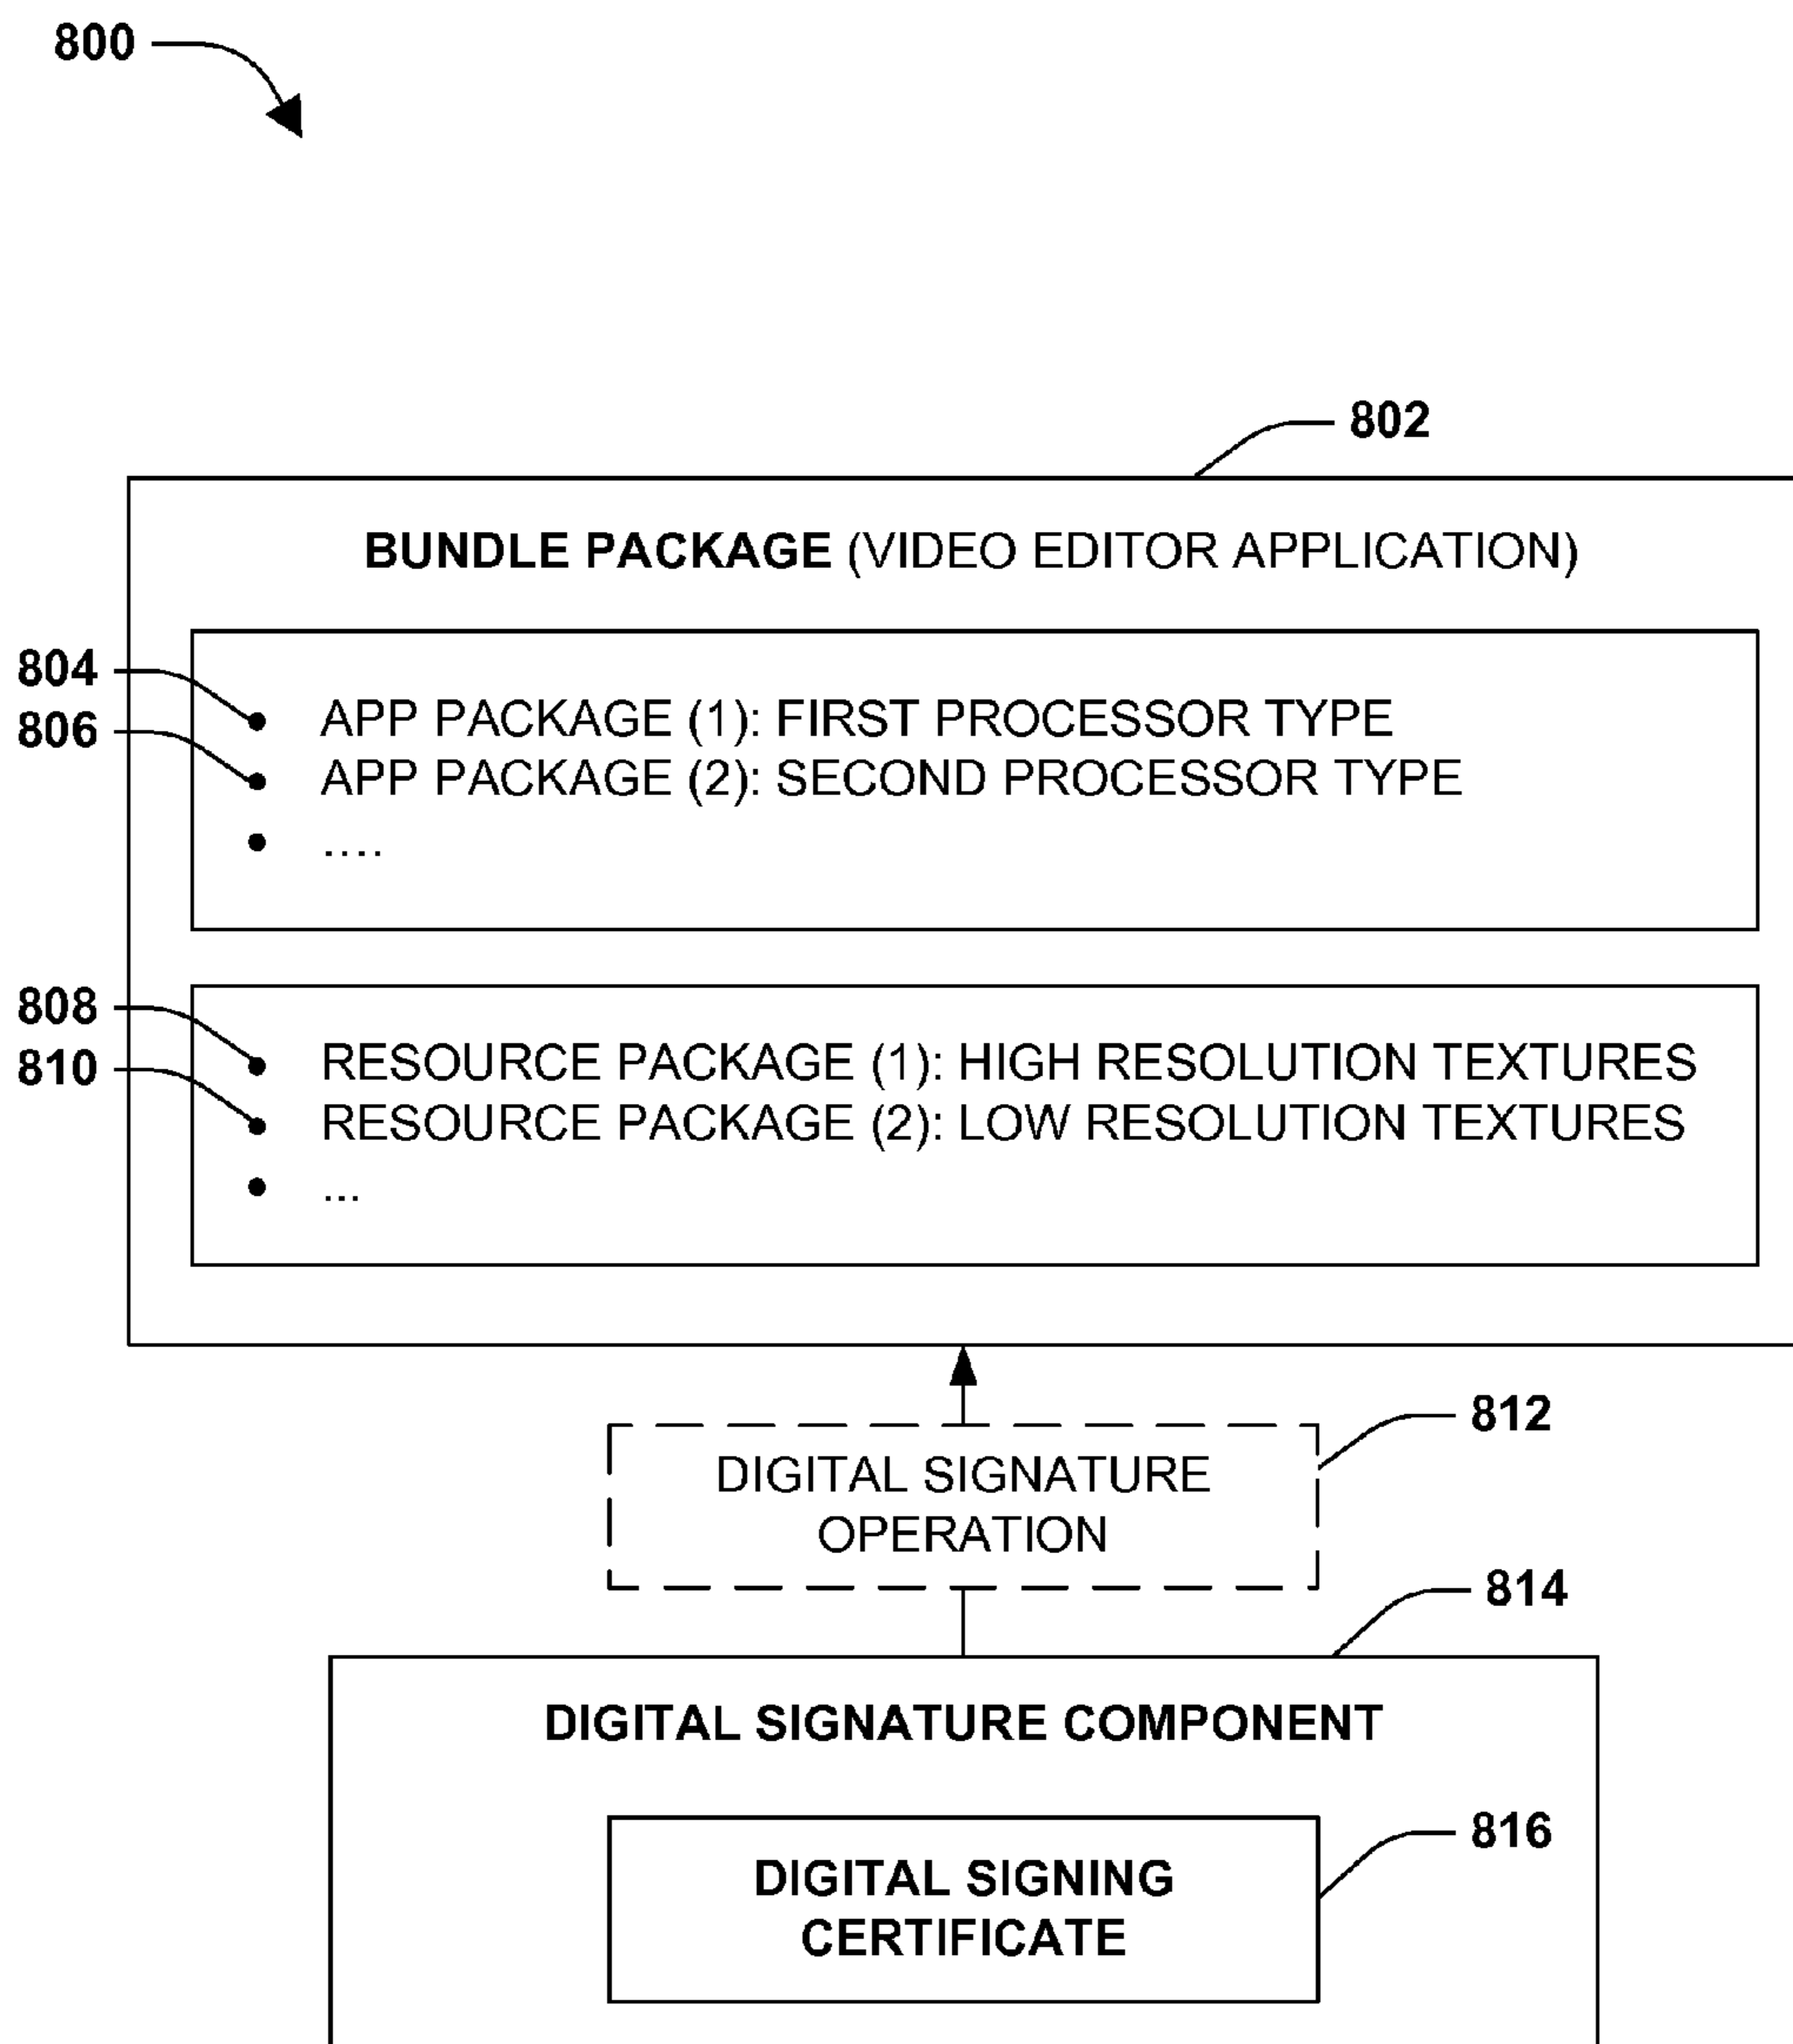 800
802
BUNDLE PACKAGE (VIDEO EDITOR APPLICATION)
804
APP PACKAGE (1): FIRST PROCESSOR TYPE
806
APP PACKAGE (2): SECOND PROCESSOR TYPE
....
808
RESOURCE PACKAGE (1): HIGH RESOLUTION TEXTURES
810
RESOURCE PACKAGE (2): LOW RESOLUTION TEXTURES
...
812
DIGITAL SIGNATURE
OPERATION
814
DIGITAL SIGNATURE COMPONENT
816
DIGITAL SIGNING
CERTIFICATE